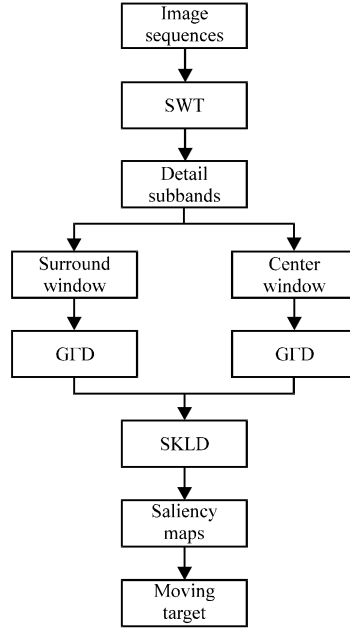 Image
sequences
SWT
Detail
subbands
Surround
window
Center
window
GΓD
GΓD
SKLD
Saliency
maps
Moving
target